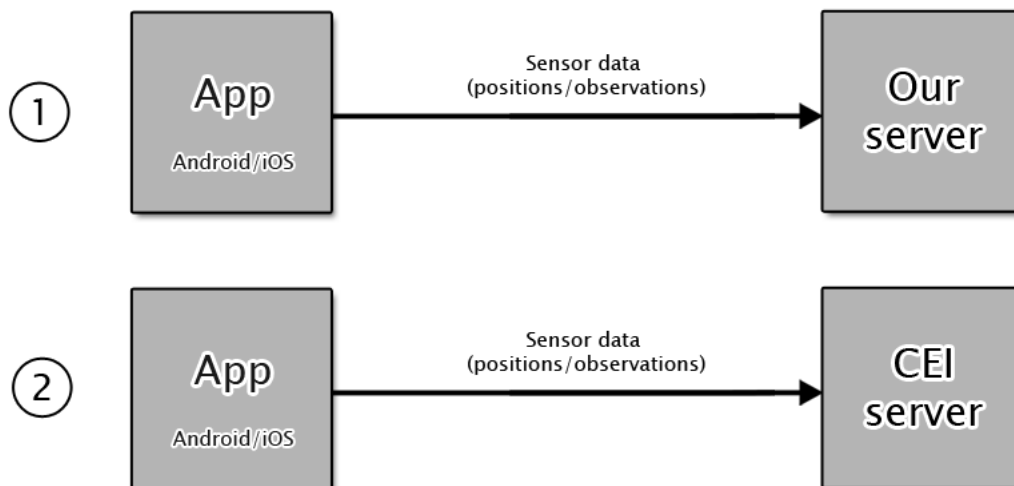 1
App
Android/iOS
Sensor data
(positions/observations)
Our
server
2
App
Android/iOS
Sensor data
(positions/observations)
CEI
server